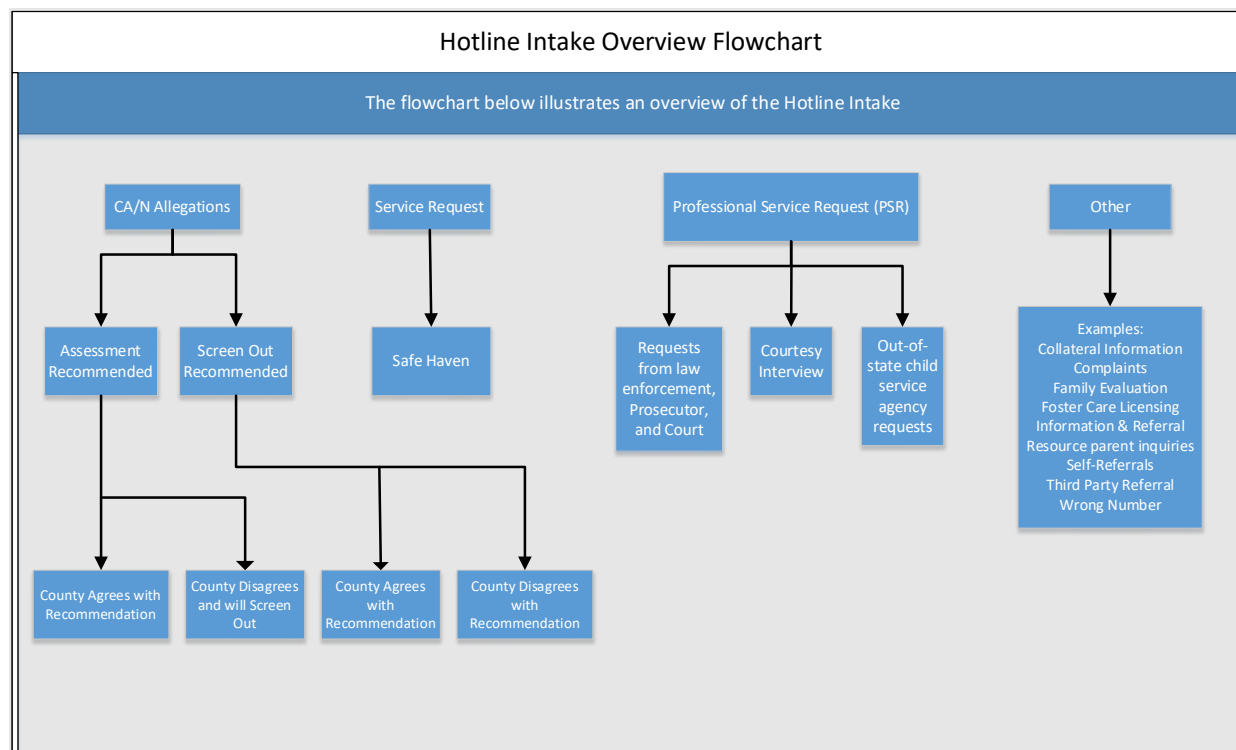 Hotline Intake Overview Flowchart
The flowchart below illustrates an overview of the Hotline Intake
CA/N Allegations
Service Request
Professional Service Request (PSR)
Other
Assessment
Recommended
Screen Out
Recommended
Safe Haven
Requests
from law
enforcement,
Prosecutor,
and Court
Courtesy
Interview
Out-of-
state child
service
agency
requests
Examples:
Collateral Information
Complaints
Family Evaluation
Foster Care Licensing
Information & Referral
Resource parent inquiries
Self-Referrals
Third Party Referral
Wrong Number
County Agrees with
Recommendation
County Disagrees
and will Screen
Out
County Agrees
with
Recommendation
County Disagrees
with
Recommendation